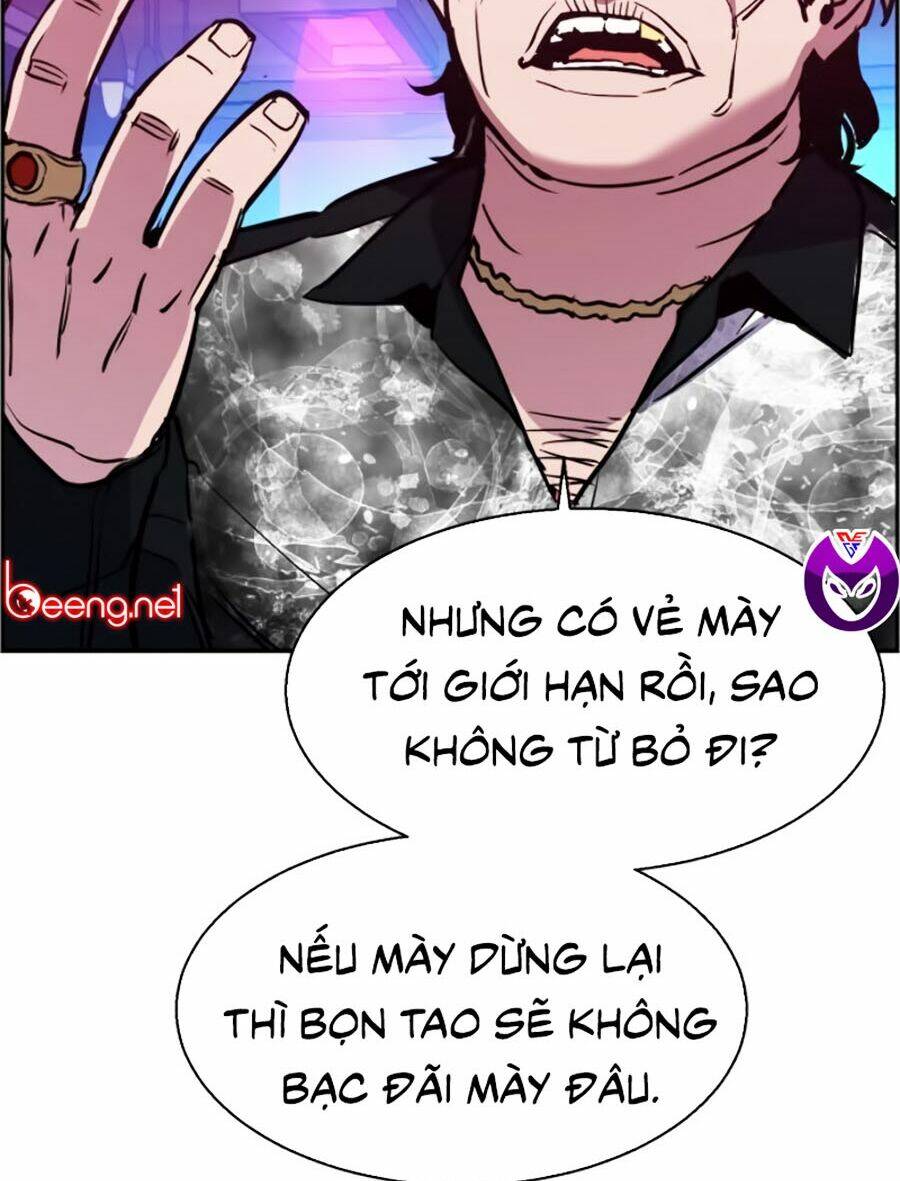 beeng.net
NHƯNG CÓ VẺ MÀY
TỚI GIỚI HẠN RỒI, SAO
KHÔNG TỪ BỎ ĐI?
NẾU MÀY DỪNG LẠI
THÌ BỌN TAO SẼ KHÔNG
BẠC ĐÃI MÀY ĐÂU.